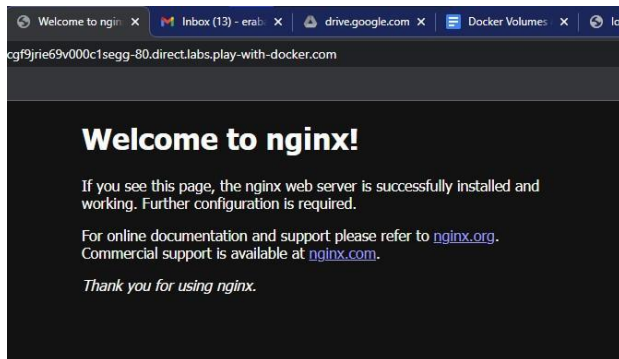 Welcome to ngin
Inbox (13) - erab
drive.google.com
Docker Volumes
cgf9jrie69v000c1segg-80.direct.labs.play-with-docker.com
Welcome to nginx!
If you see this page, the nginx web server is successfully installed and
working. Further configuration is required.
For online documentation and support please refer to nginx.org.
Commercial support is available at nginx.com.
Thank you for using nginx.